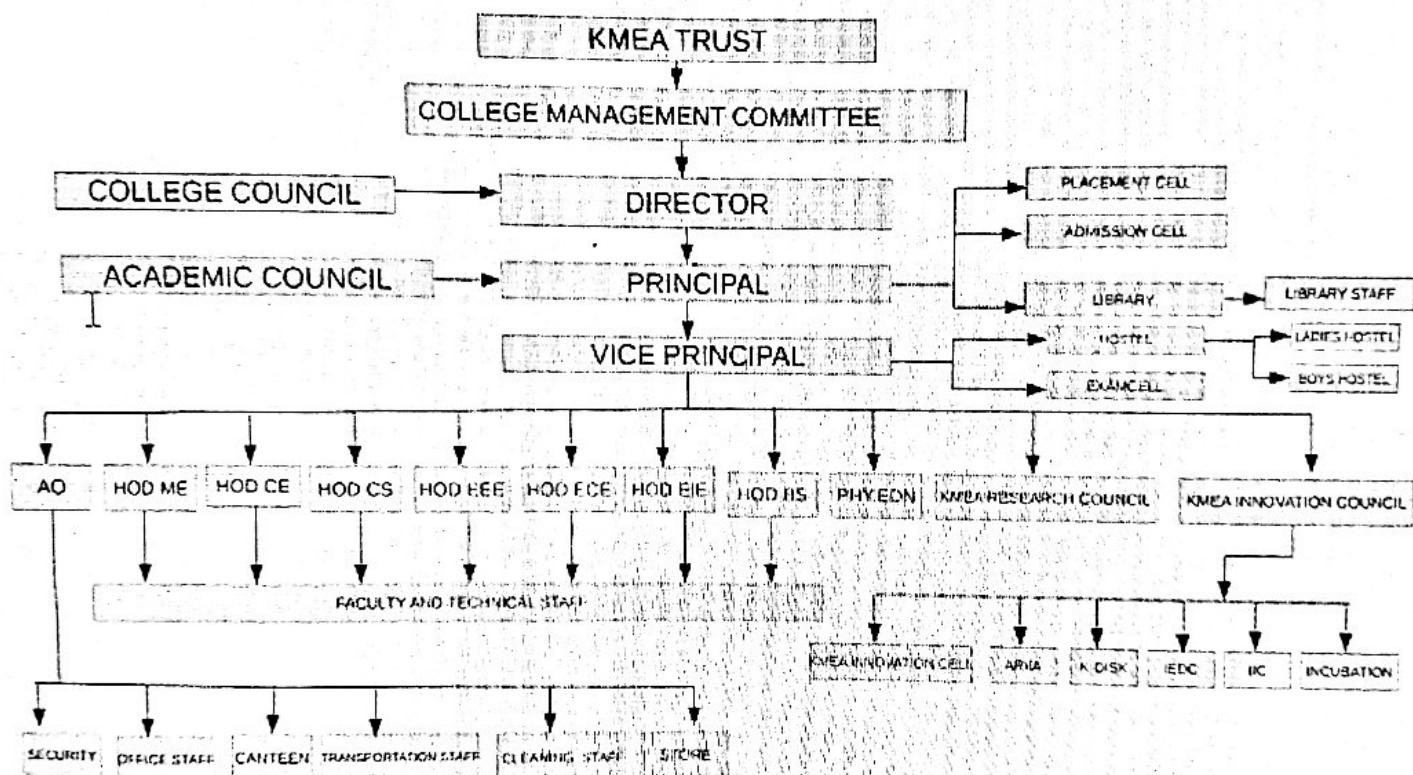 KMEA TRUST
COLLEGE MANAGEMENT COMMITTEE
COLLEGE COUNCIL
DIRECTOR
PLACEMENT CELL
ADMISSION CELL
ACADEMIC COUNCIL
PRINCIPAL
LIBRARY
LIBRARY STAFF
VICE PRINCIPAL
HOSTEL
LADIES HOSTEL
EXAMCELL
BOYS HOSTEL
AO
HOD ME
HOD CE
HOD CS
HOD EEE
HOD ECE
HOD EIE
HOD
PHY.EDN
KMEA RESEARCH COUNCIL
KMEA INNOVATION COUNCIL
FACULTY AND TECHNICAL STAFF
KMEA INNOVATION CELL
K-DISK
IEDC
IIC
INCUBATION
SECURITY
OFFICE STAFF
CANTEEN
TRANSPORTATION STAFF
CLEANING STAFF
STORE